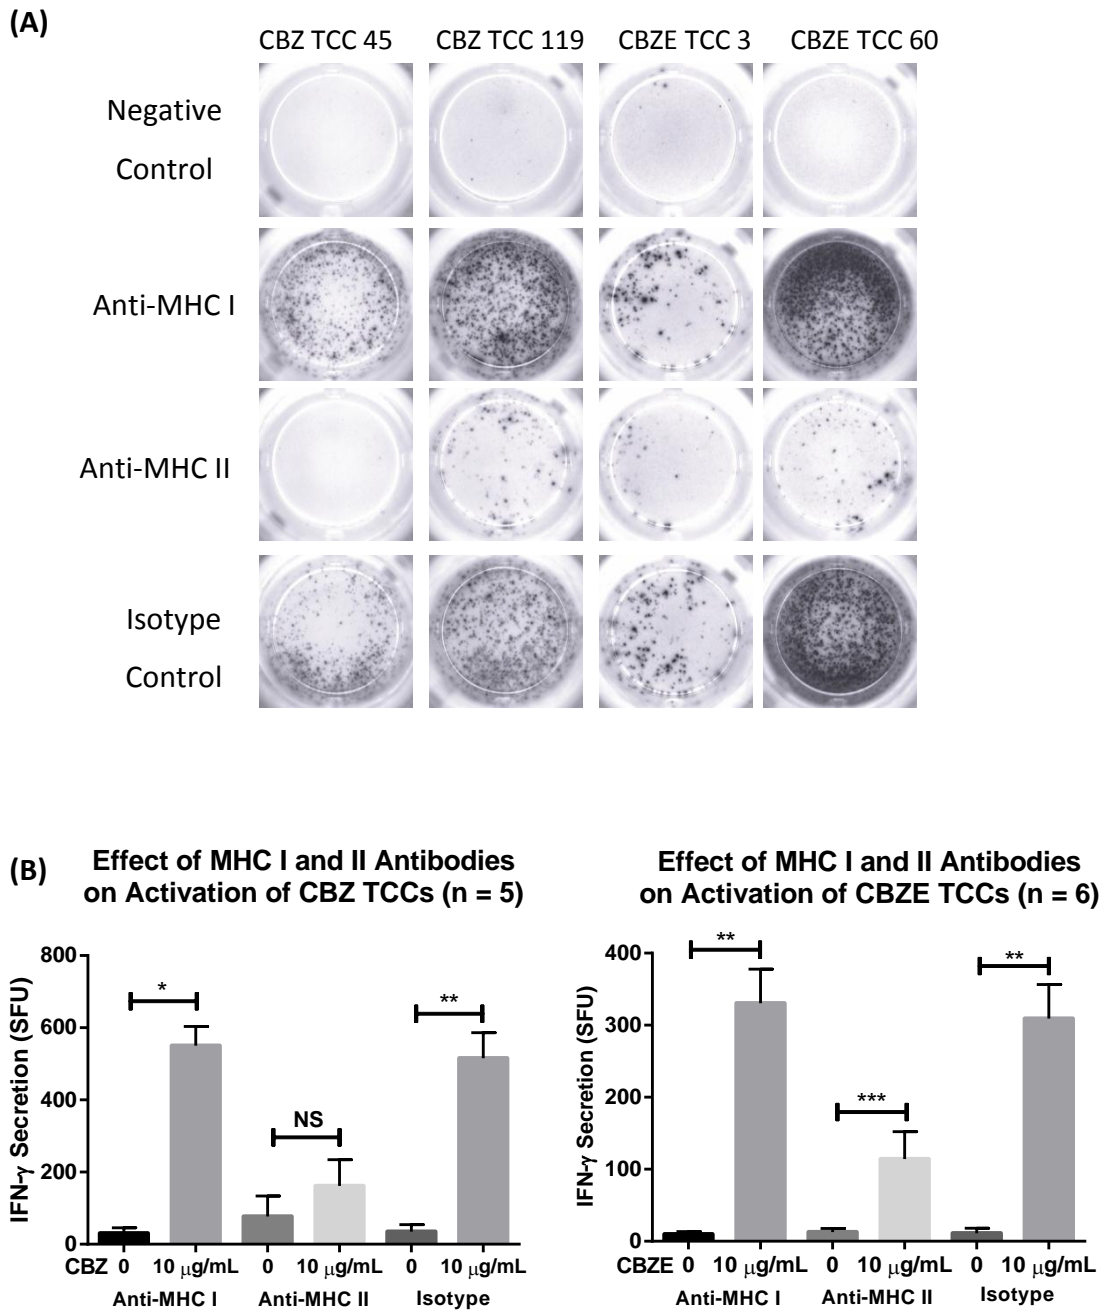 (A)
CBZ TCC 45 CBZ TCC 119 CBZE TCC 3 CBZE TCC 60
Negative
Control
Anti-MHC I
Anti-MHC II
Isotype
Control
(B)
Effect of MHC I and II Antibodies
on Activation of CBZ TCCs (n = 5)
IFN-γ Secretion (SFU)
800
600
400
200
0
*
NS
**
CBZ 0 10 μg/mL 0 10 μg/mL 0 10 μg/mL
Anti-MHC I Anti-MHC II Isotype
Effect of MHC I and II Antibodies
on Activation of CBZE TCCs (n = 6)
IFN-γ Secretion (SFU)
400
300
200
100
0
**
***
**
CBZE 0 10 μg/mL 0 10 μg/mL 0 10 μg/mL
Anti-MHC I Anti-MHC II Isotype